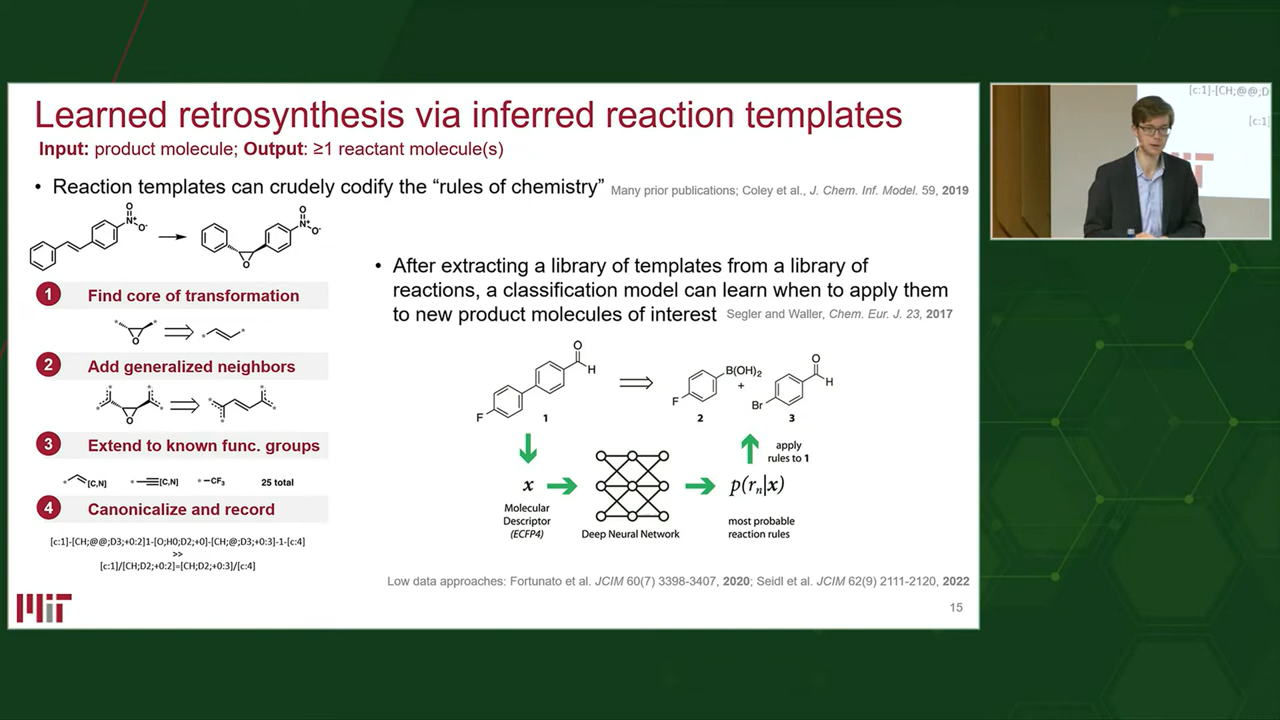 Learned retrosynthesis via inferred reaction templates
Input: product molecule; Output: ≥1 reactant molecule(s)
• Reaction templates can crudely codify the “rules of chemistry” Many prior publications; Coley et al., J. Chem. Inf. Model. 59, 2019
O
N+
O-
O
N+
O-
O
1 Find core of transformation
* * * *
O
2 Add generalized neighbors
* * * *
O
* * * *
3 Extend to known func. groups
* [C,N] * [C,N] * CF3 25 total
4 Canonicalize and record
[c:1]-[CH;@@;D3;+0:2]1-[O;H0;D2;+0]-[CH;@;D3;+0:3]-1-[c:4]
>>
[c:1]/[CH;D2;+0:2]=[CH;D2;+0:3]/[c:4]
• After extracting a library of templates from a library of
reactions, a classification model can learn when to apply them
to new product molecules of interest Segler and Waller, Chem. Eur. J. 23, 2017
O
H
F
1
B(OH)2
F
2
+
O
H
Br
3
apply
rules to 1
x
p(rn|x)
Molecular
Descriptor
(ECFP4)
Deep Neural Network
most probable
reaction rules
Low data approaches: Fortunato et al. JCIM 60(7) 3398-3407, 2020; Seidl et al. JCIM 62(9) 2111-2120, 2022
MIT
15
[c:1]-[CH;@@;D
[c:1]